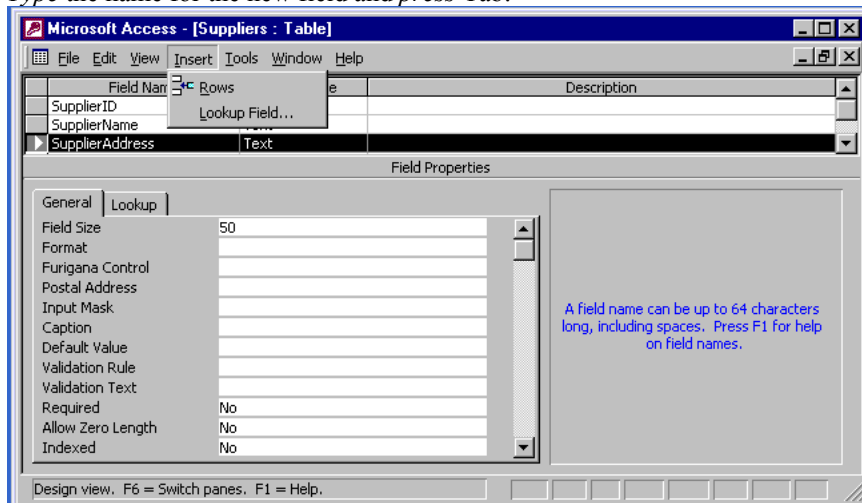 Type the name for the new field and press Tab.
Microsoft Access - [Suppliers : Table]
File Edit View Insert Tools Window Help
Rows
Lookup Field...
Field Nam e Description
SupplierID
SupplierName Text
SupplierAddress Text
Field Properties
General Lookup
Field Size 50
Format
Furigana Control
Postal Address
Input Mask
Caption
Default Value
Validation Rule
Validation Text
Required No
Allow Zero Length No
Indexed No
A field name can be up to 64 characters
long, including spaces. Press F1 for help
on field names.
Design view. F6 = Switch panes. F1 = Help.